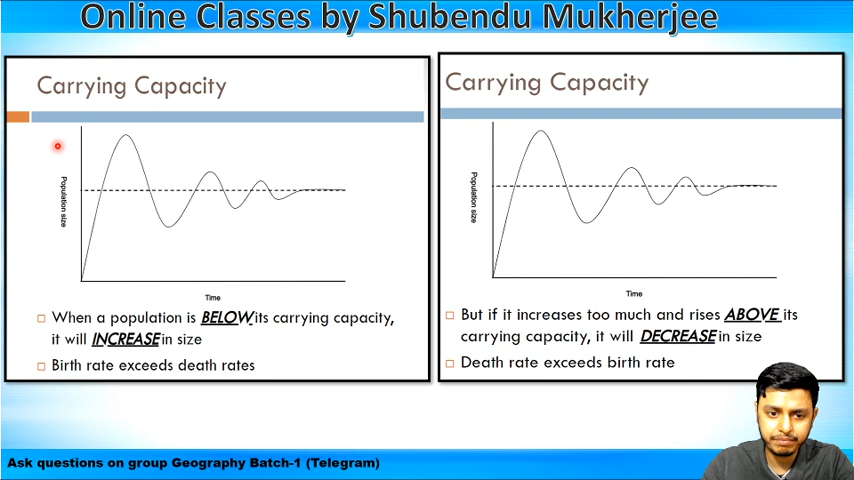 Online Classes by Shubendu Mukherjee
Carrying Capacity
Population size
Time
When a population is BELOW its carrying capacity,
it will INCREASE in size
Birth rate exceeds death rates
Carrying Capacity
Population size
Time
But if it increases too much and rises ABOVE its
carrying capacity, it will DECREASE in size
Death rate exceeds birth rate
Ask questions on group Geography Batch-1 (Telegram)